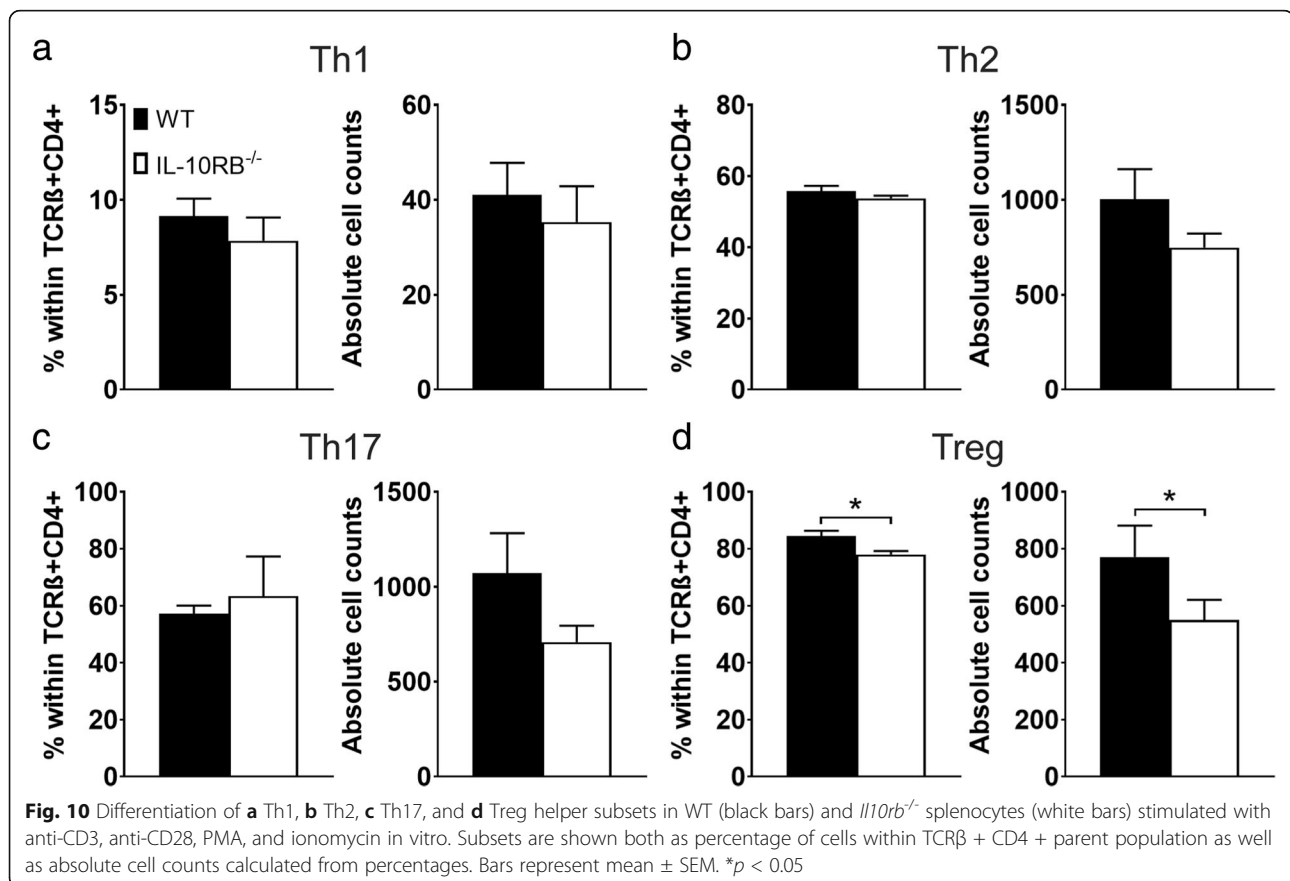 a
Th1
% within TCRß+CD4+
15
10
5
0
WT
IL-10RB-/-
Absolute cell counts
60
40
20
0
b
Th2
% within TCRß+CD4+
80
60
40
20
0
Absolute cell counts
1500
1000
500
0
c
Th17
% within TCRß+CD4+
100
80
60
40
20
0
Absolute cell counts
1500
1000
500
0
d
Treg
% within TCRß+CD4+
100
80
60
40
20
0
*
Absolute cell counts
1000
800
600
400
200
0
*
Fig. 10 Differentiation of a Th1, b Th2, c Th17, and d Treg helper subsets in WT (black bars) and Il10rb-/- splenocytes (white bars) stimulated with
anti-CD3, anti-CD28, PMA, and ionomycin in vitro. Subsets are shown both as percentage of cells within TCRβ + CD4 + parent population as well
as absolute cell counts calculated from percentages. Bars represent mean ± SEM. *p < 0.05